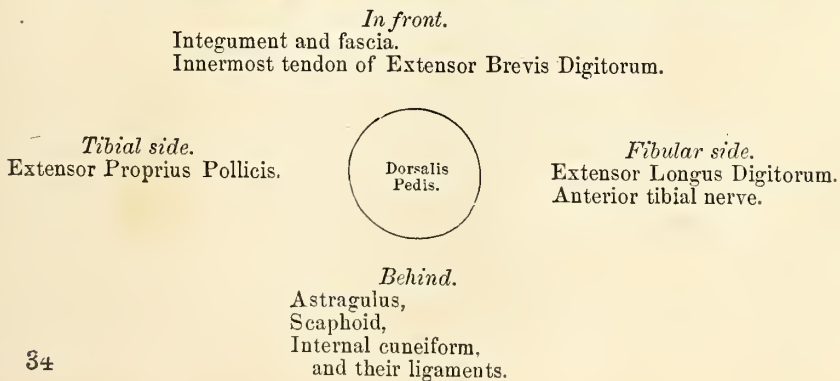 In front.
Integument and fascia.
Innermost tendon of Extensor Brevis Digitorum.
Tibial side.
Extensor Proprius Pollicis.
Dorsalis
Pedis.
Fibular side.
Extensor Longus Digitorum.
Anterior tibial nerve.
Behind.
Astragulus,
Scaphoid,
Internal cuneiform,
and their ligaments.
34